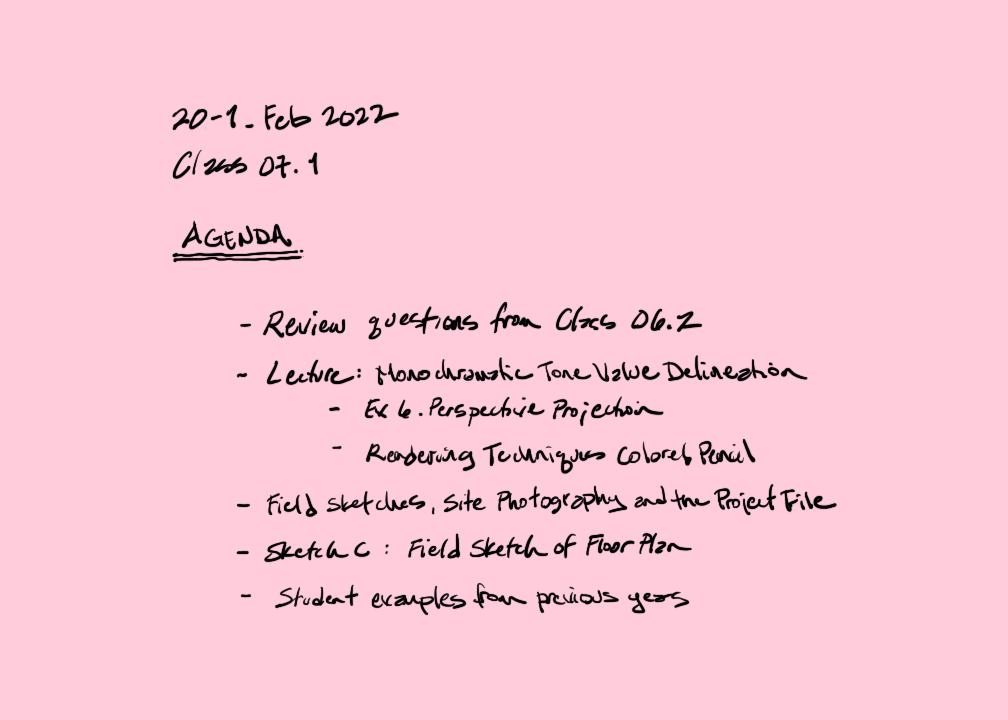 20-1_Feb 2022
Class 07.1
AGENDA
- Review questions from Class 06.2
- Lecture: Monochromatic Tone Value Delineation
- Ex 6. Perspective Projection
- Rendering Techniques Colored Pencil
- Field sketches, Site Photography and the Project File
- Sketch C: Field Sketch of Floor Plan
- Student examples from previous years